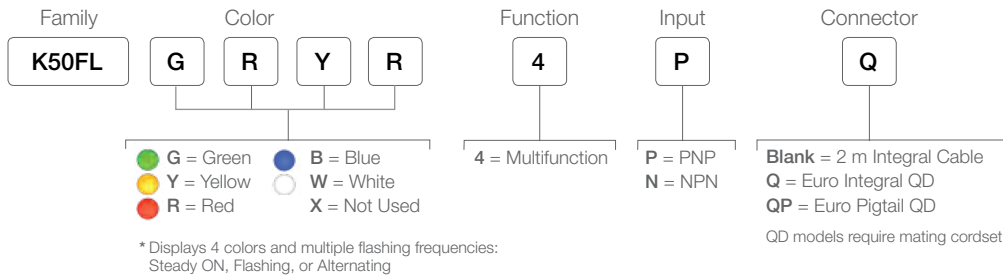 Family Color Function Input Connector
K50FL G R Y R 4 P Q
G = Green B = Blue 4 = Multifunction P = PNP Blank = 2 m Integral Cable
Y = Yellow W = White N = NPN Q = Euro Integral QD
R = Red X = Not Used QP = Euro Pigtail QD
QD models require mating cordset
* Displays 4 colors and multiple flashing frequencies:
Steady ON, Flashing, or Alternating